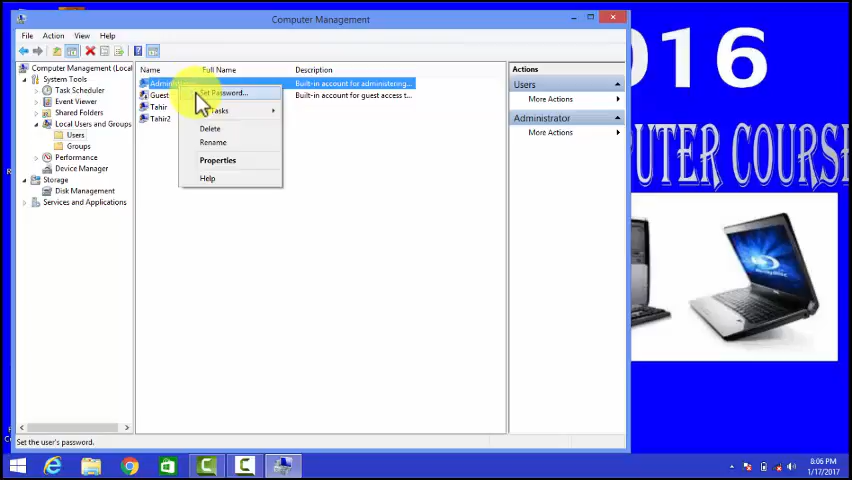 Computer Management
File Action View Help
Computer Management (Local
System Tools
Task Scheduler
Event Viewer
Shared Folders
Local Users and Groups
Users
Groups
Performance
Device Manager
Storage
Disk Management
Services and Applications
Name Full Name Description
Built-in account for administering...
Guest Built-in account for guest access t...
Tahir
Tahir2
Set Password...
Tasks
Delete
Rename
Properties
Help
Actions
Users
More Actions
Administrator
More Actions
Set the user's password.
016
MPUTER COURSE
8:06 PM
1/17/2017